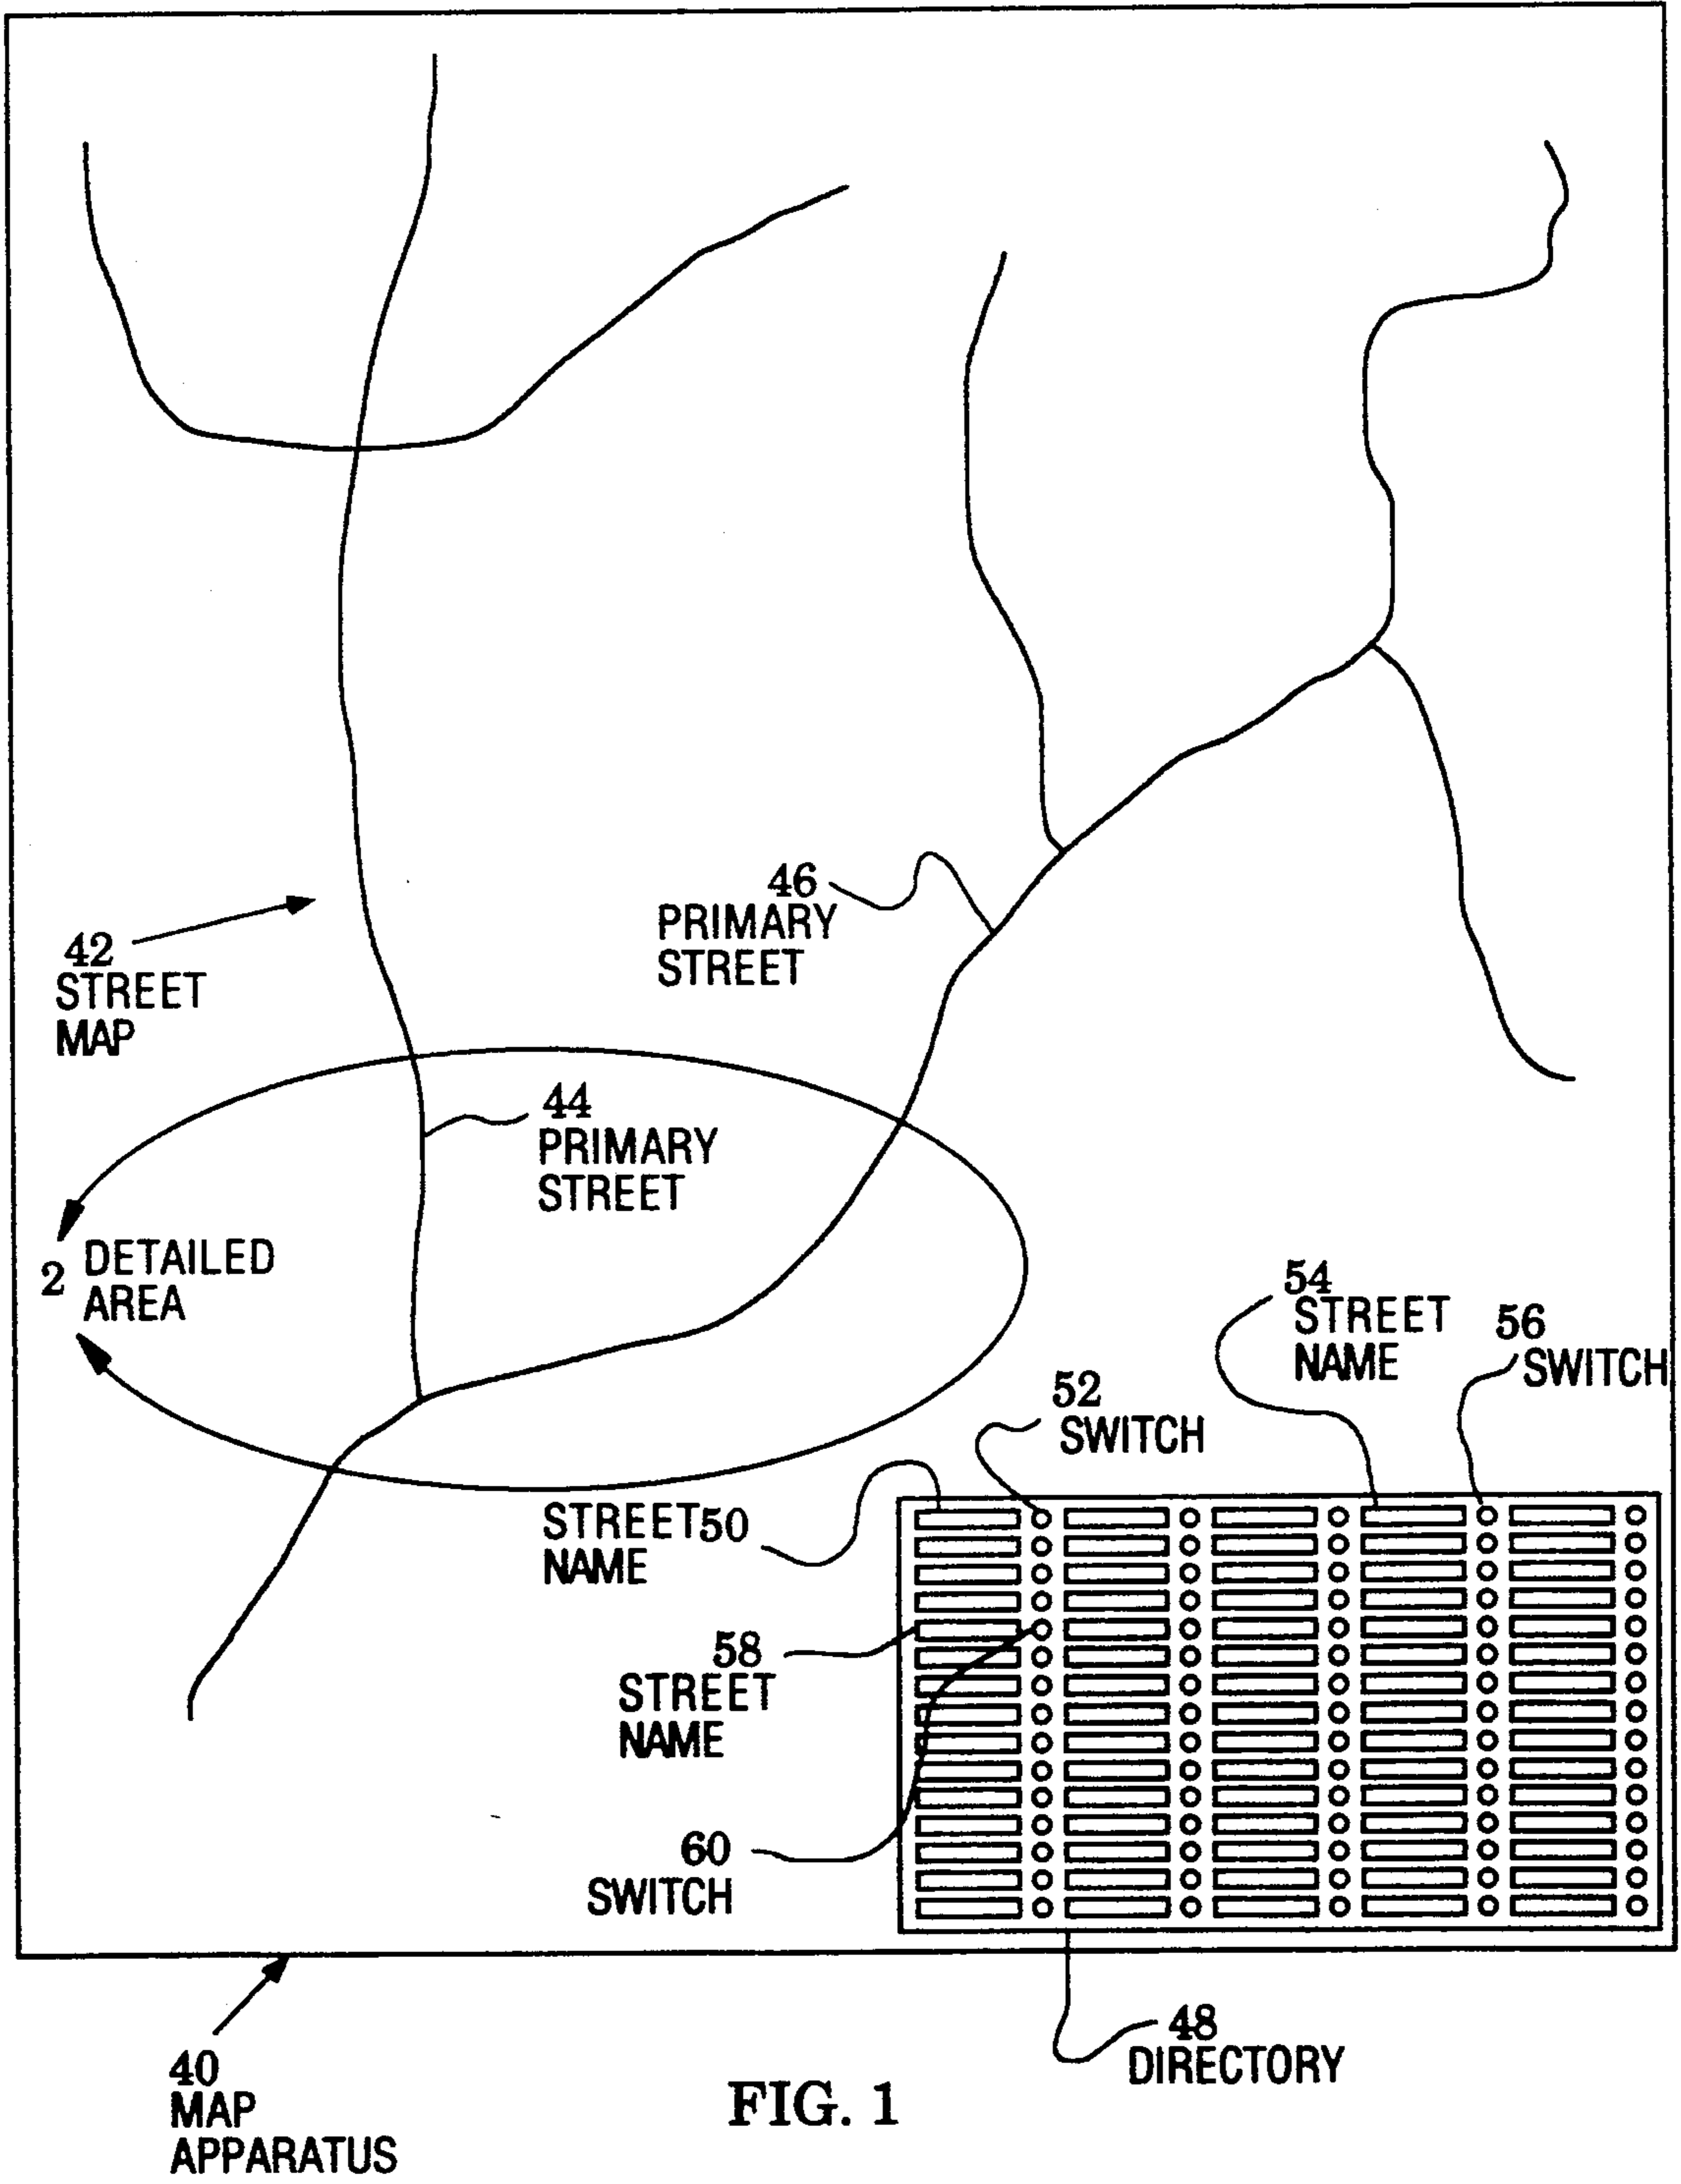 46
PRIMARY
STREET
42
STREET
MAP
44
PRIMARY
STREET
2 DETAILED
AREA
54
STREET
NAME
56
SWITCH
52
SWITCH
STREET 50
NAME
58
STREET
NAME
60
SWITCH
48
DIRECTORY
40
MAP
APPARATUS
FIG. 1